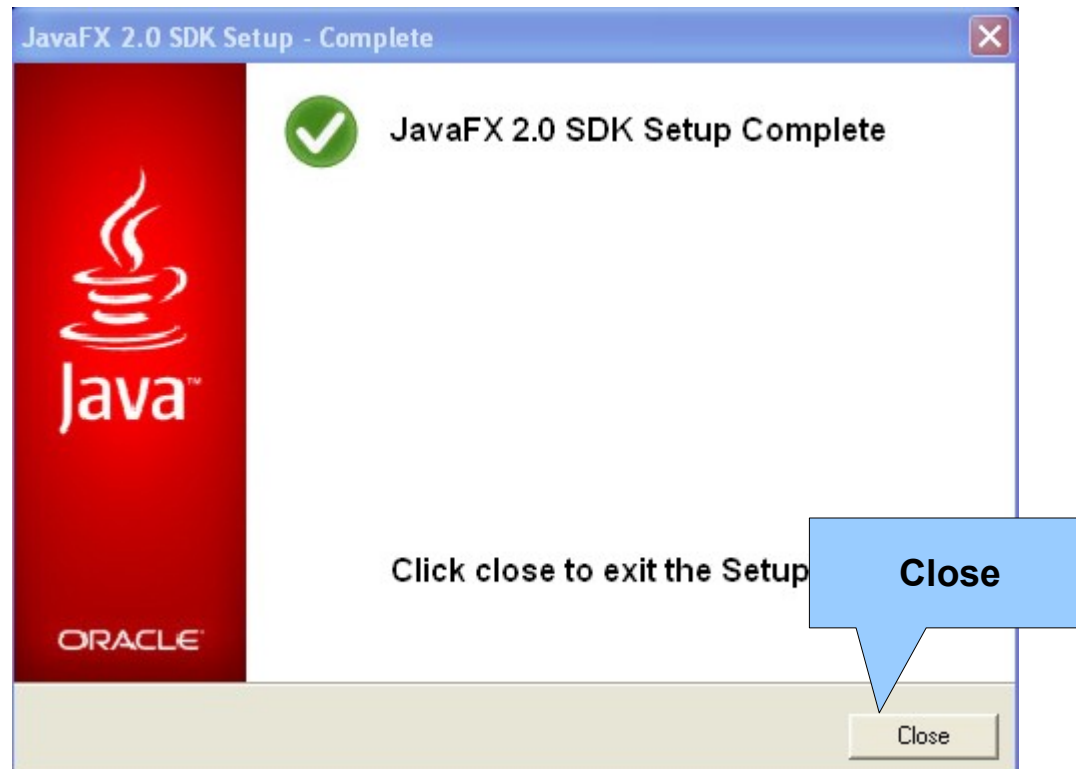 JavaFX 2.0 SDK Setup - Complete
JavaFX 2.0 SDK Setup Complete
Java™
Click close to exit the Setup
Close
ORACLE
Close